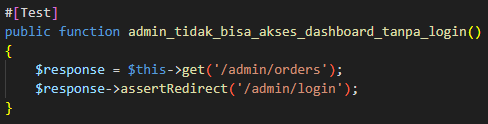 #[Test]
public function admin_tidak_bisa_akses_dashboard_tanpa_login()
{
    $response = $this->get('/admin/orders');
    $response->assertRedirect('/admin/login');
}